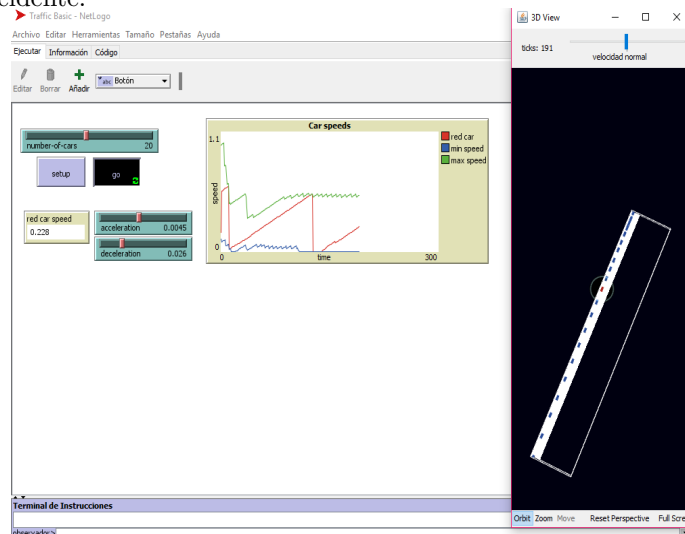 cidente.
Traffic Basic - NetLogo
Archivo Editar Herramientas Tamaño Pestañas Ayuda
Ejecutar Información Código
Editar Borrar Añadir abc Botón
number-of-cars 20
setup go
red car speed
0.228
acceleration 0.0045
deceleration 0.026
Car speeds
1.1
speed
0
0 time 300
red car
min speed
max speed
Terminal de Instrucciones
observador>
3D View
ticks: 191
velocidad normal
Orbit Zoom Move Reset Perspective Full Scre